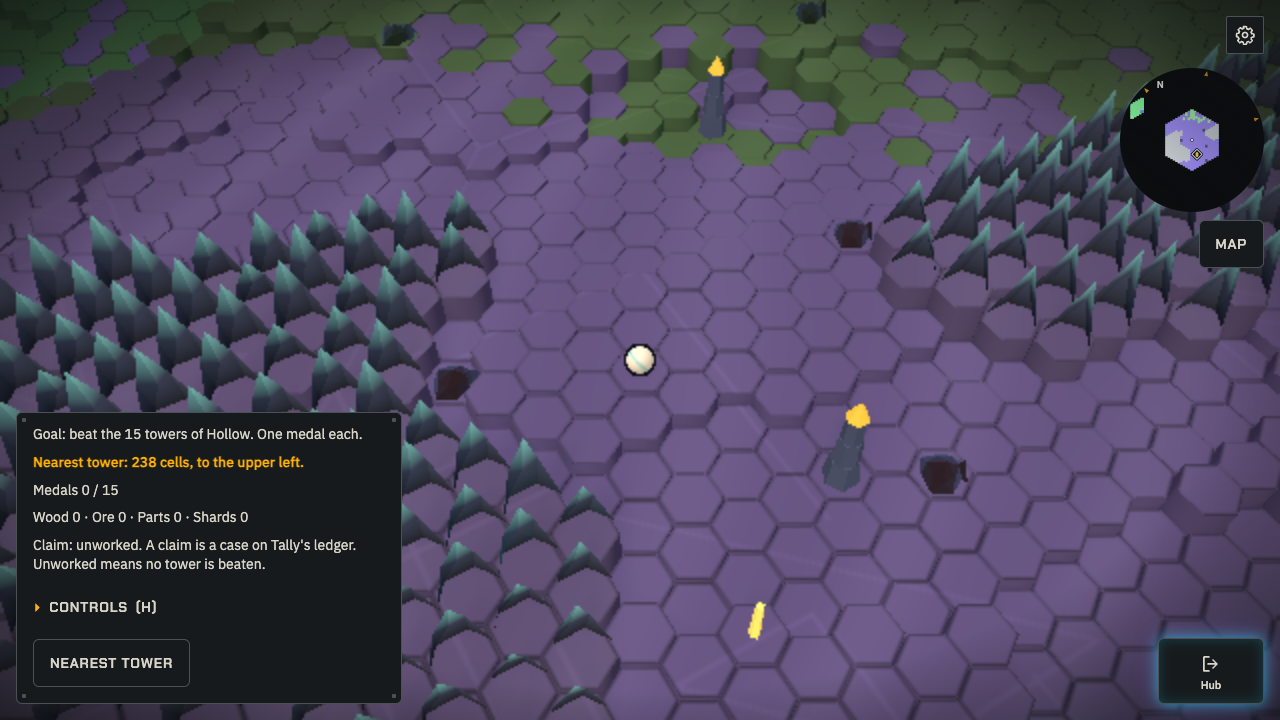 N
MAP
Goal: beat the 15 towers of Hollow. One medal each.
Nearest tower: 238 cells, to the upper left.
Medals 0 / 15
Wood 0 · Ore 0 · Parts 0 · Shards 0
Claim: unworked. A claim is a case on Tally's ledger.
Unworked means no tower is beaten.
CONTROLS (H)
NEAREST TOWER
Hub